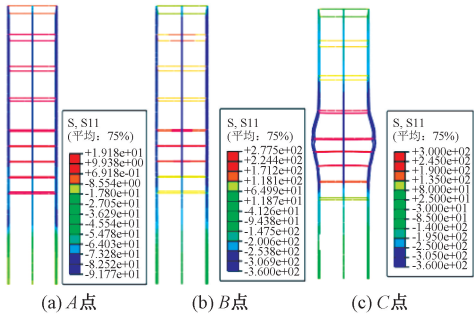 S, S11
(平均：75%)
+1.918e+01
+9.938e+00
+6.918e-01
-8.554e+00
-1.780e+01
-2.705e+01
-3.629e+01
-4.554e+01
-5.478e+01
-6.403e+01
-7.328e+01
-8.252e+01
-9.177e+01
(a) A点
S, S11
(平均：75%)
+2.775e+02
+2.244e+02
+1.712e+02
+1.181e+02
+6.499e+01
+1.187e+01
-4.126e+01
-9.438e+01
-1.475e+02
-2.006e+02
-2.538e+02
-3.069e+02
-3.600e+02
(b) B点
S, S11
(平均：75%)
+3.000e+02
+2.450e+02
+1.900e+02
+1.350e+02
+8.000e+01
+2.500e+01
-3.000e+01
-8.500e+01
-1.400e+02
-1.950e+02
-2.500e+02
-3.050e+02
-3.600e+02
(c) C点